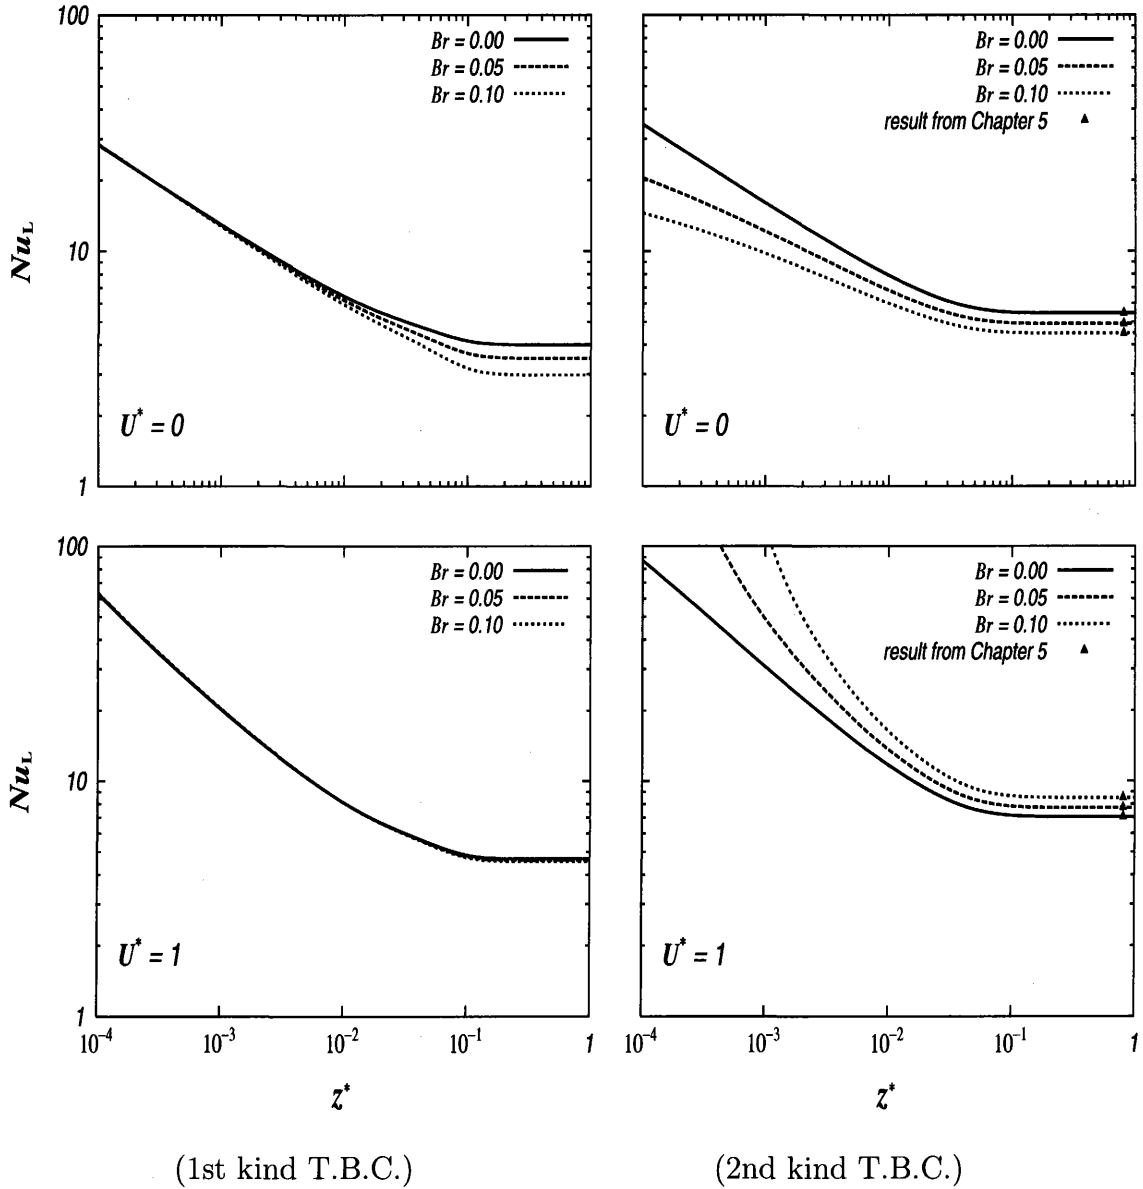 100
10
1
Nu_L
Br = 0.00
Br = 0.05
Br = 0.10
U* = 0
Br = 0.00
Br = 0.05
Br = 0.10
result from Chapter 5
U* = 0
100
10
1
Nu_L
Br = 0.00
Br = 0.05
Br = 0.10
U* = 1
10⁻⁴ 10⁻³ 10⁻² 10⁻¹ 1
z*
Br = 0.00
Br = 0.05
Br = 0.10
result from Chapter 5
U* = 1
10⁻⁴ 10⁻³ 10⁻² 10⁻¹ 1
z*
(1st kind T.B.C.)
(2nd kind T.B.C.)